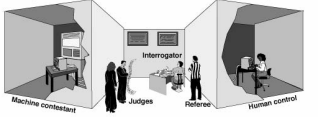 Interrogator
Machine contestant
Judges
Referee
Human control